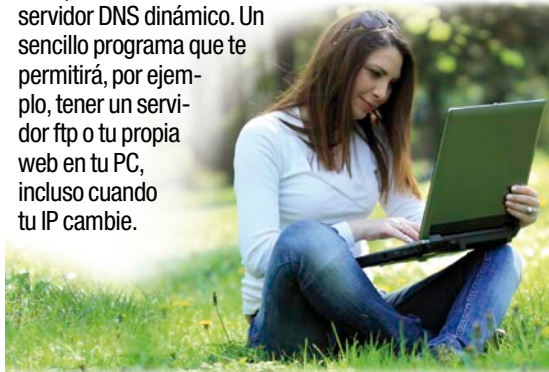 servidor DNS dinámico. Un
sencillo programa que te
permitirá, por ejem-
plo, tener un servi-
dor ftp o tu propia
web en tu PC,
incluso cuando
tu IP cambie.